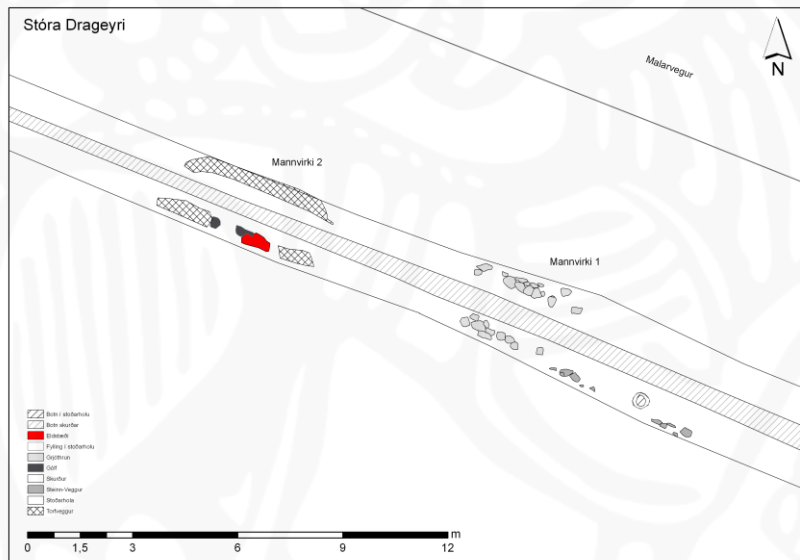 Stóra Drageyri
N
Malarvegur
Mannvirki 2
Mannvirki 1
Botn í stoðarholu
Botn skurðar
Eldstæði
Fylling í stoðarholu
Grjóthrun
Gólf
Skurður
Steinn-Veggur
Stoðarhola
Torfveggur
m
0 1,5 3 6 9 12